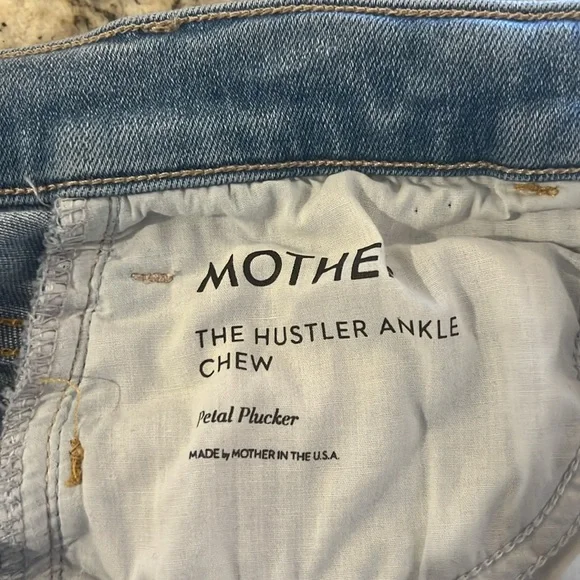 MOTHE
THE HUSTLER ANKLE
CHEW
Petal Plucker
MADE by MOTHER IN THE U.S.A.